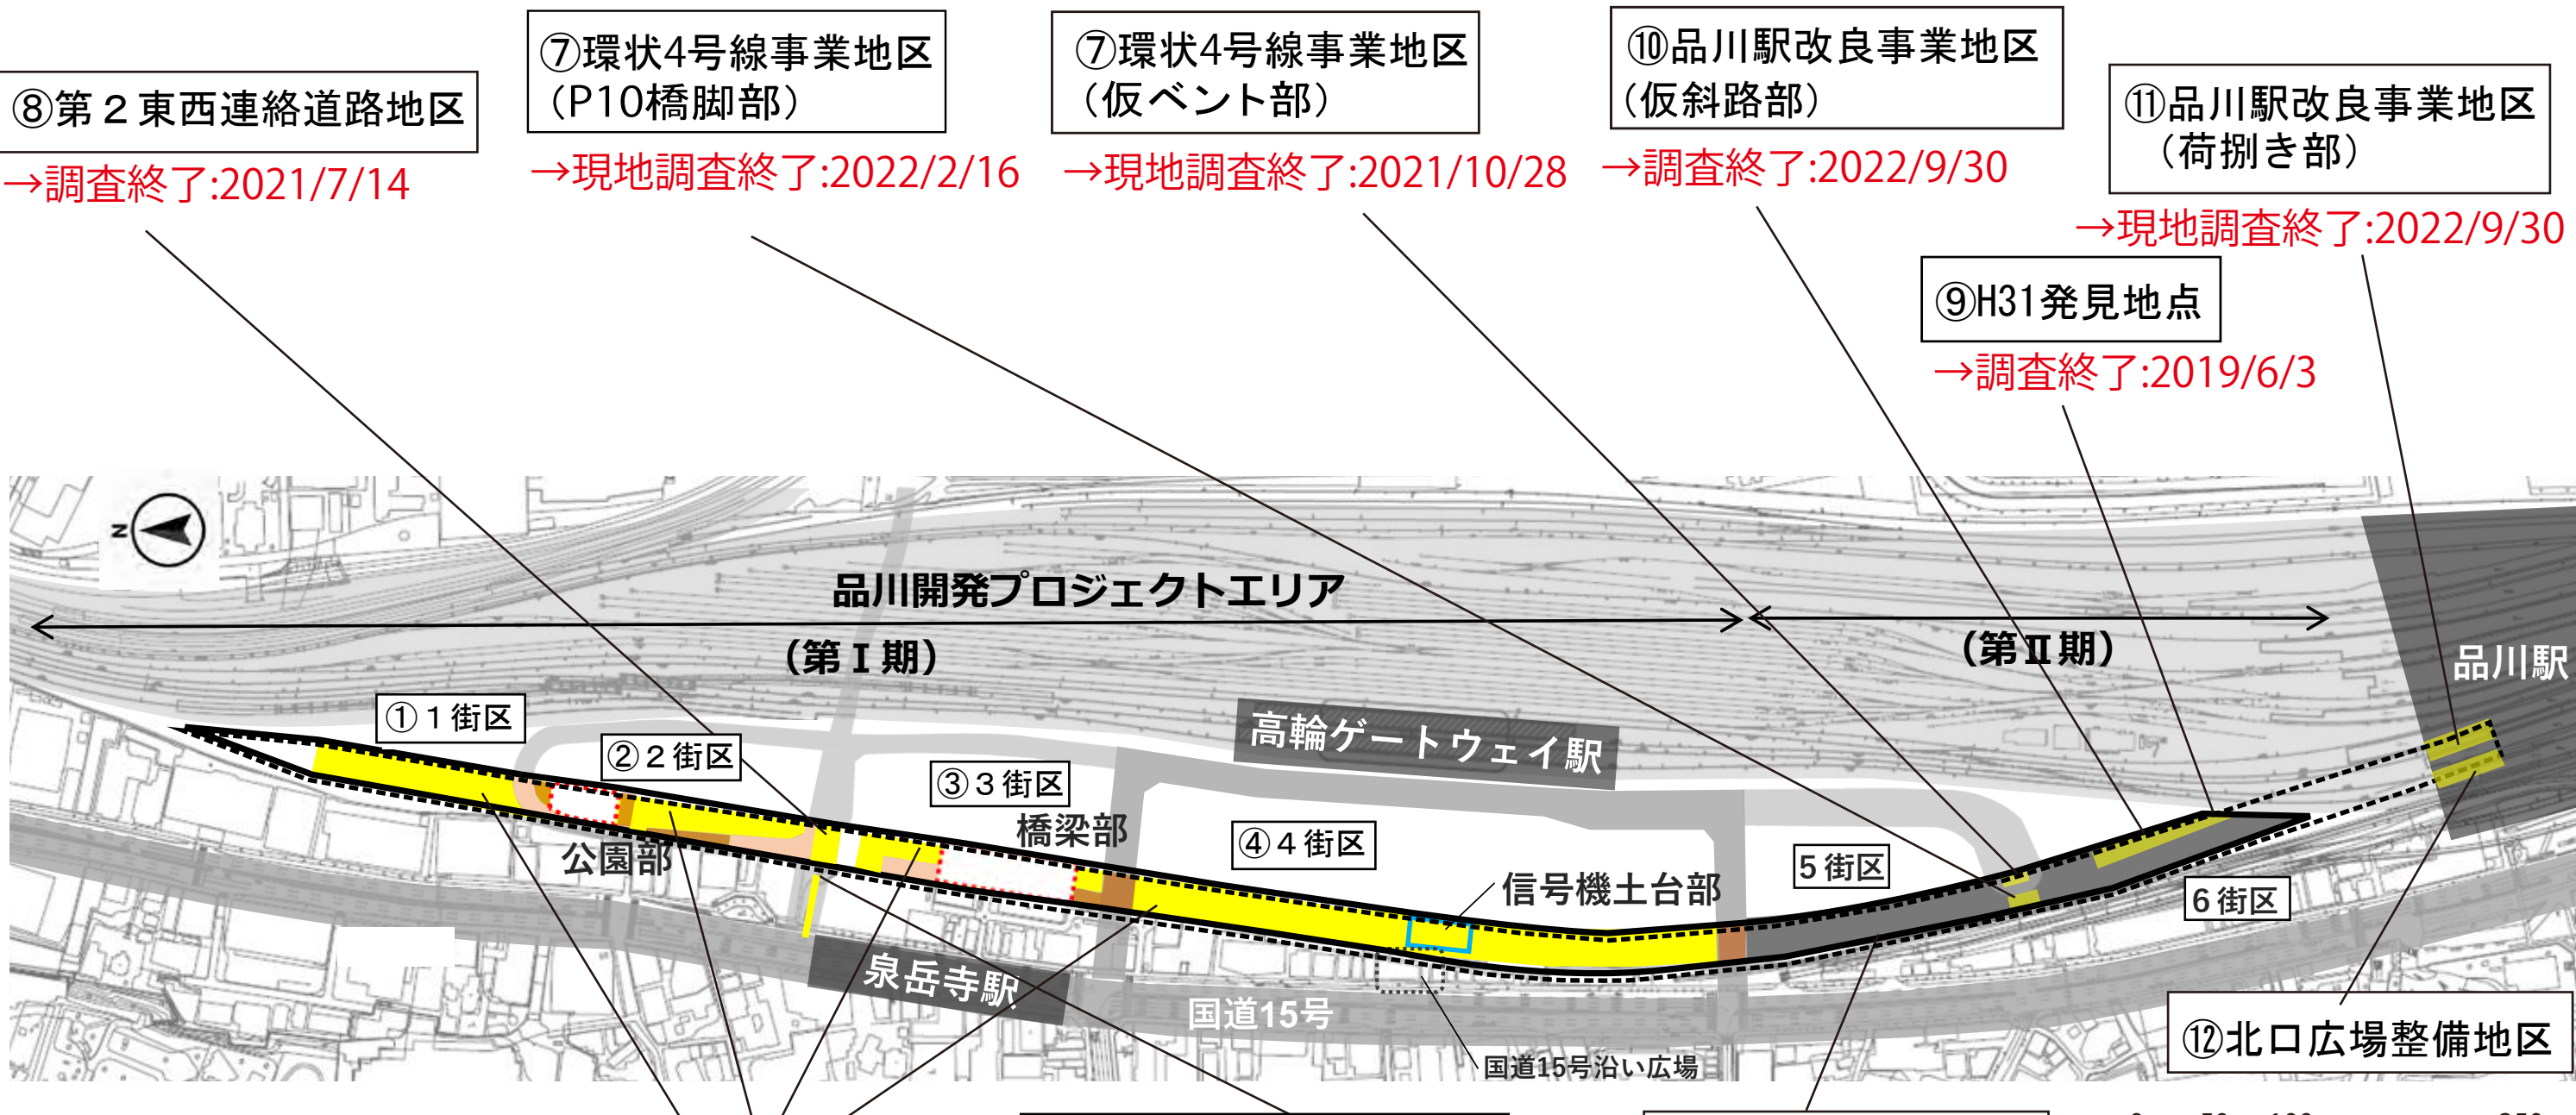 ⑧第２東西連絡道路地区
→調査終了:2021/7/14
⑦環状4号線事業地区
（P10橋脚部）
→現地調査終了:2022/2/16
⑦環状4号線事業地区
（仮ベント部）
→現地調査終了:2021/10/28
⑩品川駅改良事業地区
（仮斜路部）
→調査終了:2022/9/30
⑪品川駅改良事業地区
（荷捌き部）
→現地調査終了:2022/9/30
⑨H31発見地点
→調査終了:2019/6/3
N
品川開発プロジェクトエリア
（第Ⅰ期）
（第Ⅱ期）
品川駅
①１街区
②２街区
③３街区
高輪ゲートウェイ駅
橋梁部
④４街区
公園部
5街区
信号機土台部
6街区
泉岳寺駅
国道15号
⑫北口広場整備地区
国道15号沿い広場